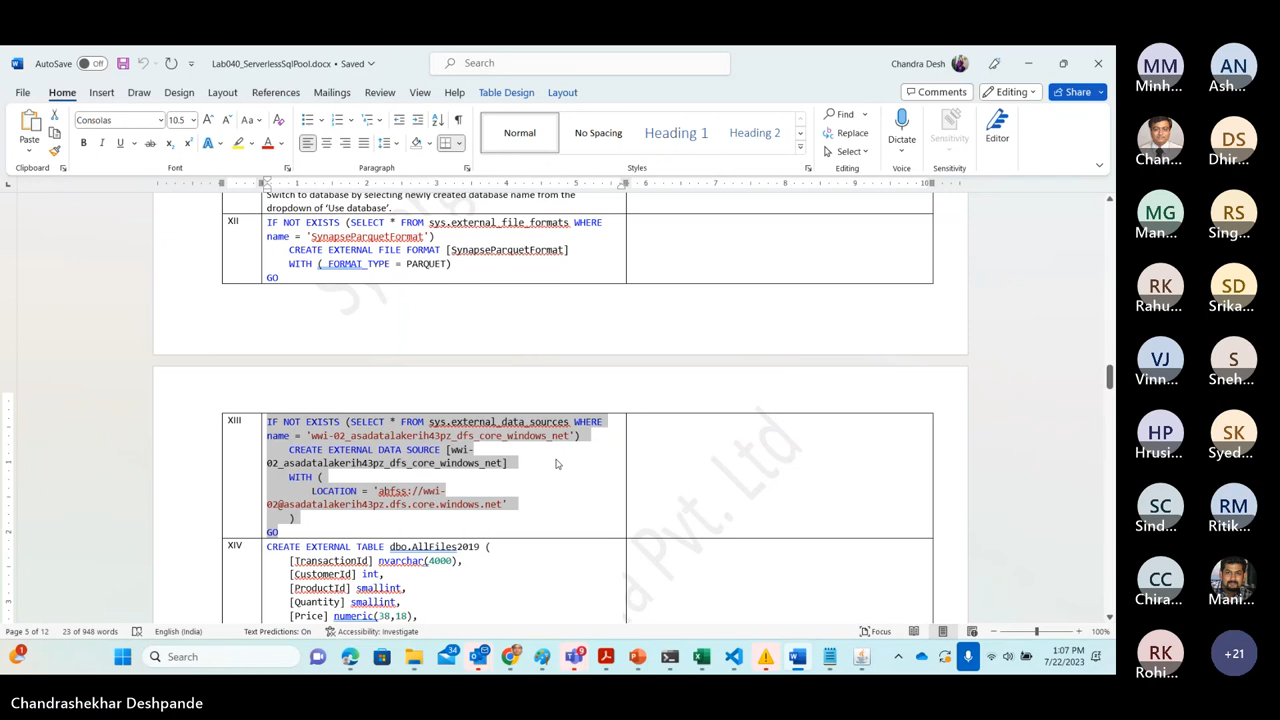 AutoSave Off Lab040_ServerlessSqlPool.docx • Saved Search Chandra Desh
File Home Insert Draw Design Layout References Mailings Review View Help Table Design Layout Comments Editing Share
Paste Consolas 10.5 Normal No Spacing Heading 1 Heading 2 Find Replace Select Dictate Sensitivity Editor
Clipboard Font Paragraph Styles Editing Voice Sensitivity Editor
Switch to database by selecting newly created database name from the
dropdown of 'Use database'.
XII
IF NOT EXISTS (SELECT * FROM sys.external_file_formats WHERE
name = 'SynapseParquetFormat')
CREATE EXTERNAL FILE FORMAT [SynapseParquetFormat]
WITH ( FORMAT_TYPE = PARQUET)
GO
XIII
IF NOT EXISTS (SELECT * FROM sys.external_data_sources WHERE
name = 'wwi-02_asadatalakerih43pz_dfs_core_windows_net')
CREATE EXTERNAL DATA SOURCE [wwi-
02_asadatalakerih43pz_dfs_core_windows_net]
WITH (
LOCATION = 'abfss://wwi-
02@asadatalakerih43pz.dfs.core.windows.net'
)
GO
XIV
CREATE EXTERNAL TABLE dbo.AllFiles2019 (
[TransactionId] nvarchar(4000),
[CustomerId] int,
[ProductId] smallint,
[Quantity] smallint,
[Price] numeric(38,18),
Pvt. Ltd
Page 5 of 12 23 of 948 words English (India) Text Predictions: On Accessibility: Investigate Focus 100%
Search 1:07 PM
7/22/2023
MM AN
Minh... Ash...
DS
Chan... Dhir...
MG RS
Man... Sing...
RK SD
Rahu... Srika...
VJ S
Vinn... Sneh...
HP SK
Hrusi... Syed...
SC RM
Sind... Ritik...
CC
Chira... Mani...
RK +21
Rohi...
Chandrashekhar Deshpande